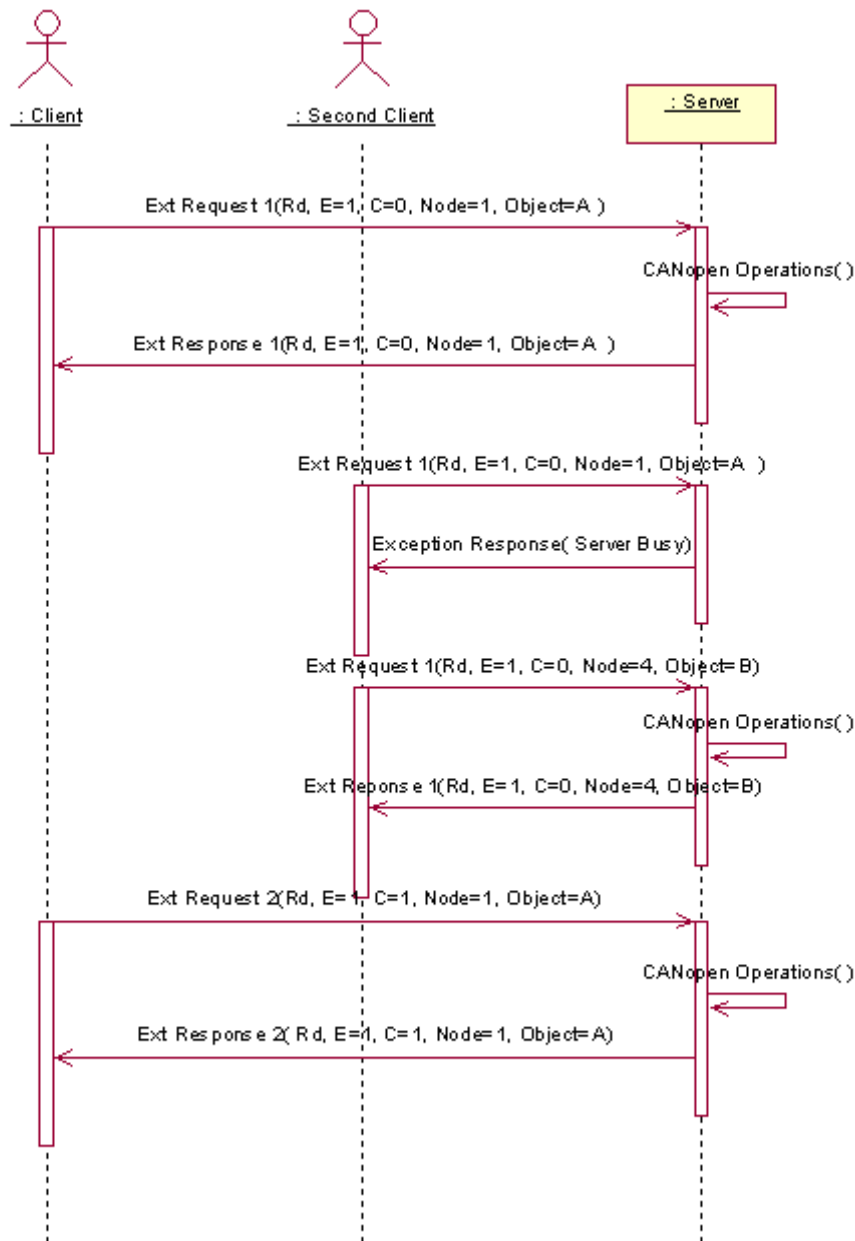 : Client
: Second Client
: Server
Ext Request 1(Rd, E=1, C=0, Node=1, Object=A )
CANopen Operations( )
Ext Response 1(Rd, E=1, C=0, Node=1, Object=A )
Ext Request 1(Rd, E=1, C=0, Node=1, Object=A )
Exception Response( Server Busy)
Ext Request 1(Rd, E=1, C=0, Node=4, Object=B)
CANopen Operations( )
Ext Reponse 1(Rd, E=1, C=0, Node=4, Object=B)
Ext Request 2(Rd, E=1, C=1, Node=1, Object=A)
CANopen Operations( )
Ext Response 2( Rd, E=1, C=1, Node=1, Object=A)